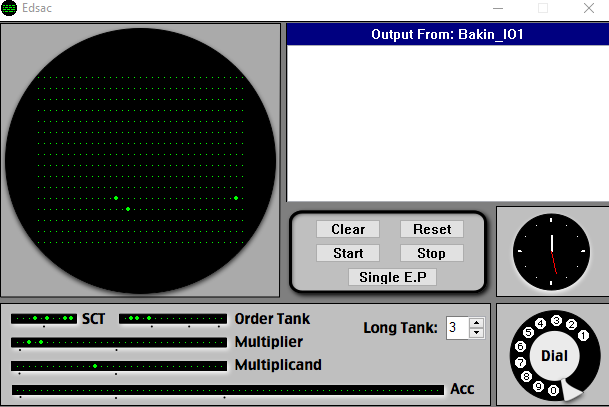 Edsac
Output From: Bakin_IO1
Clear
Reset
Start
Stop
Single E.P
SCT
Order Tank
Long Tank: 3
Multiplier
Multiplicand
Acc
1
2
3
4
5
6
7
8
9
0
Dial